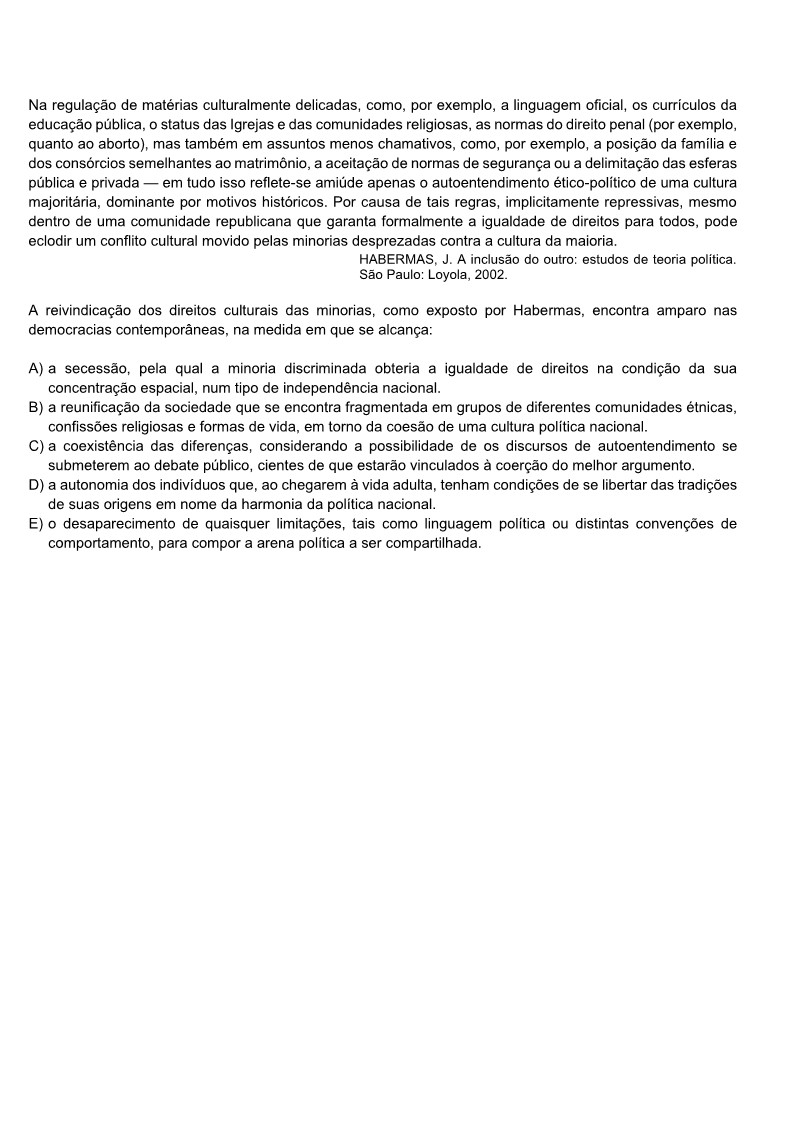 Na regulação de matérias culturalmente delicadas, como, por exemplo, a linguagem oficial, os currículos da
educação pública, o status das Igrejas e das comunidades religiosas, as normas do direito penal (por exemplo,
quanto ao aborto), mas também em assuntos menos chamativos, como, por exemplo, a posição da família e
dos consórcios semelhantes ao matrimônio, a aceitação de normas de segurança ou a delimitação das esferas
pública e privada — em tudo isso reflete-se amiúde apenas o autoentendimento ético-político de uma cultura
majoritária, dominante por motivos históricos. Por causa de tais regras, implicitamente repressivas, mesmo
dentro de uma comunidade republicana que garanta formalmente a igualdade de direitos para todos, pode
eclodir um conflito cultural movido pelas minorias desprezadas contra a cultura da maioria.
HABERMAS, J. A inclusão do outro: estudos de teoria política.
São Paulo: Loyola, 2002.
A reivindicação dos direitos culturais das minorias, como exposto por Habermas, encontra amparo nas
democracias contemporâneas, na medida em que se alcança:
A) a secessão, pela qual a minoria discriminada obteria a igualdade de direitos na condição da sua
concentração espacial, num tipo de independência nacional.
B) a reunificação da sociedade que se encontra fragmentada em grupos de diferentes comunidades étnicas,
confissões religiosas e formas de vida, em torno da coesão de uma cultura política nacional.
C) a coexistência das diferenças, considerando a possibilidade de os discursos de autoentendimento se
submeterem ao debate público, cientes de que estarão vinculados à coerção do melhor argumento.
D) a autonomia dos indivíduos que, ao chegarem à vida adulta, tenham condições de se libertar das tradições
de suas origens em nome da harmonia da política nacional.
E) o desaparecimento de quaisquer limitações, tais como linguagem política ou distintas convenções de
comportamento, para compor a arena política a ser compartilhada.